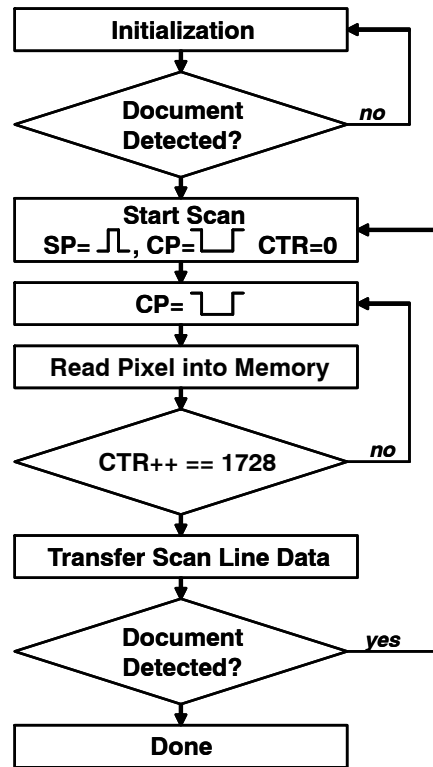 Initialization
Document
Detected?
no
Start Scan
SP= , CP= CTR=0
CP=
Read Pixel into Memory
CTR++ == 1728
no
Transfer Scan Line Data
Document
Detected?
yes
Done